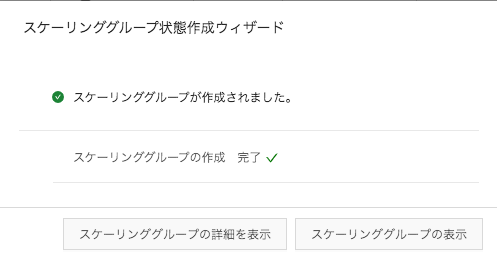 スケーリンググループ状態作成ウィザード
スケーリンググループが作成されました。
スケーリンググループの作成　完了
スケーリンググループの詳細を表示
スケーリンググループの表示